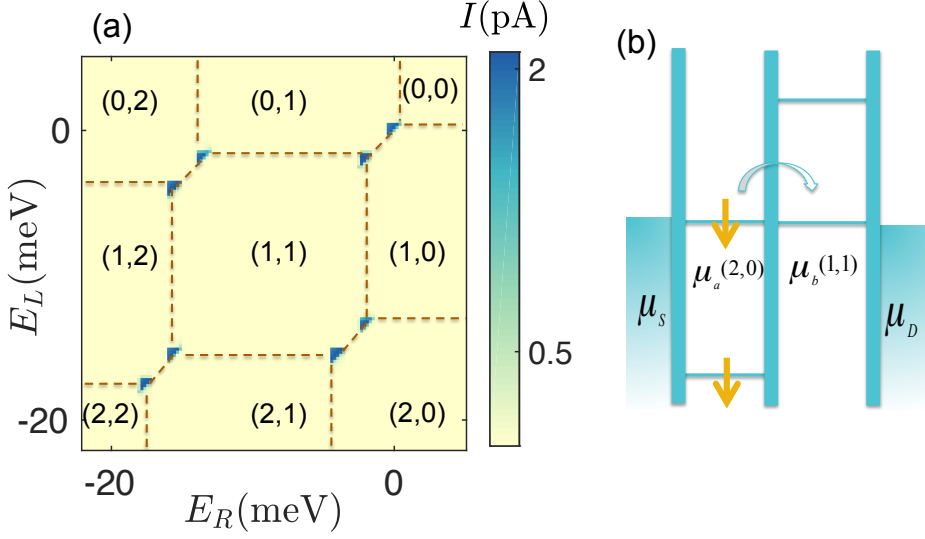 (a)
I(pA)
(0,2)
(0,1)
(0,0)
2
0
(1,2)
(1,1)
(1,0)
E_L(meV)
0.5
(2,2)
(2,1)
(2,0)
-20
-20
0
E_R(meV)
(b)
μ_a(2,0)
μ_b(1,1)
μ_S
μ_D